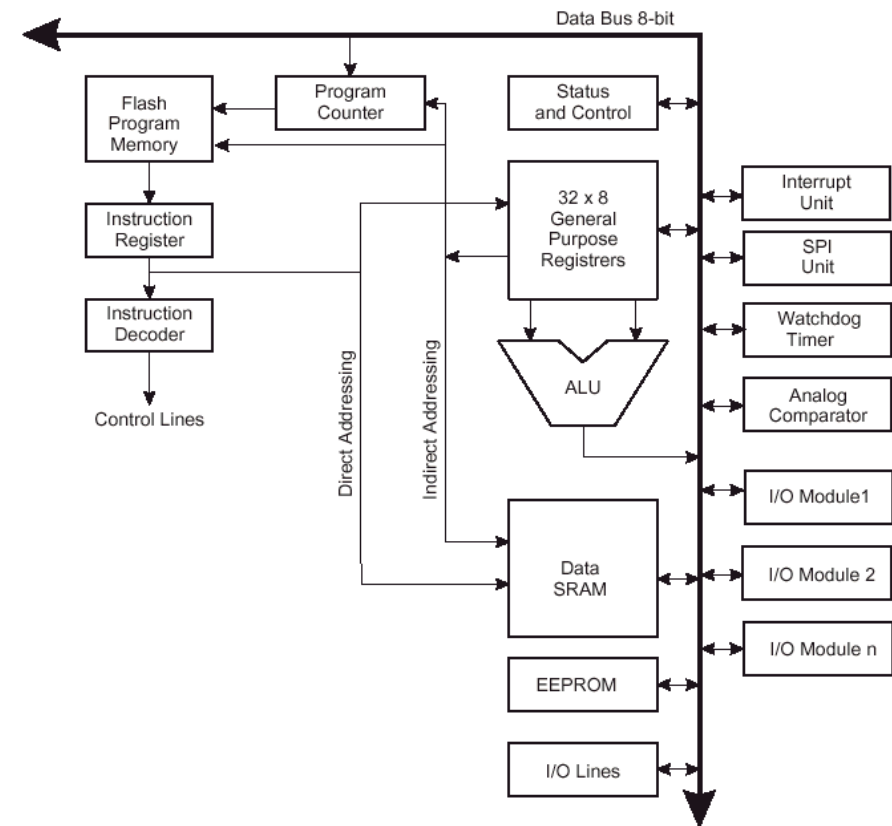 Data Bus 8-bit
Flash
Program
Memory
Program
Counter
Status
and Control
32 x 8
General
Purpose
Registrers
Interrupt
Unit
Instruction
Register
SPI
Unit
Instruction
Decoder
Watchdog
Timer
ALU
Analog
Comparator
Control Lines
Direct Addressing
Indirect Addressing
I/O Module1
Data
SRAM
I/O Module 2
I/O Module n
EEPROM
I/O Lines